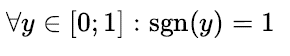 ∀y ∈ [0; 1] : sgn(y) = 1